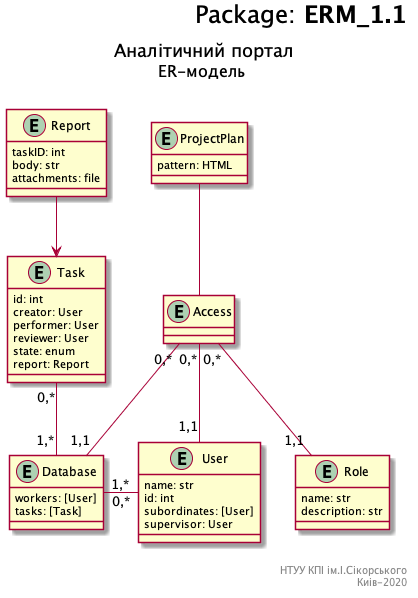 Package: ERM_1.1
Аналітичний портал
ER-модель
E Report
taskID: int
body: str
attachments: file
E ProjectPlan
pattern: HTML
E Task
id: int
creator: User
performer: User
reviewer: User
state: enum
report: Report
E Access
0,* 0,* 0,*
0,*
1,* 1,1 1,1 1,1
E Database
workers: [User]
tasks: [Task]
1,*
0,*
E User
name: str
id: int
subordinates: [User]
supervisor: User
E Role
name: str
description: str
НТУУ КПІ ім.І.Сікорського
Київ-2020